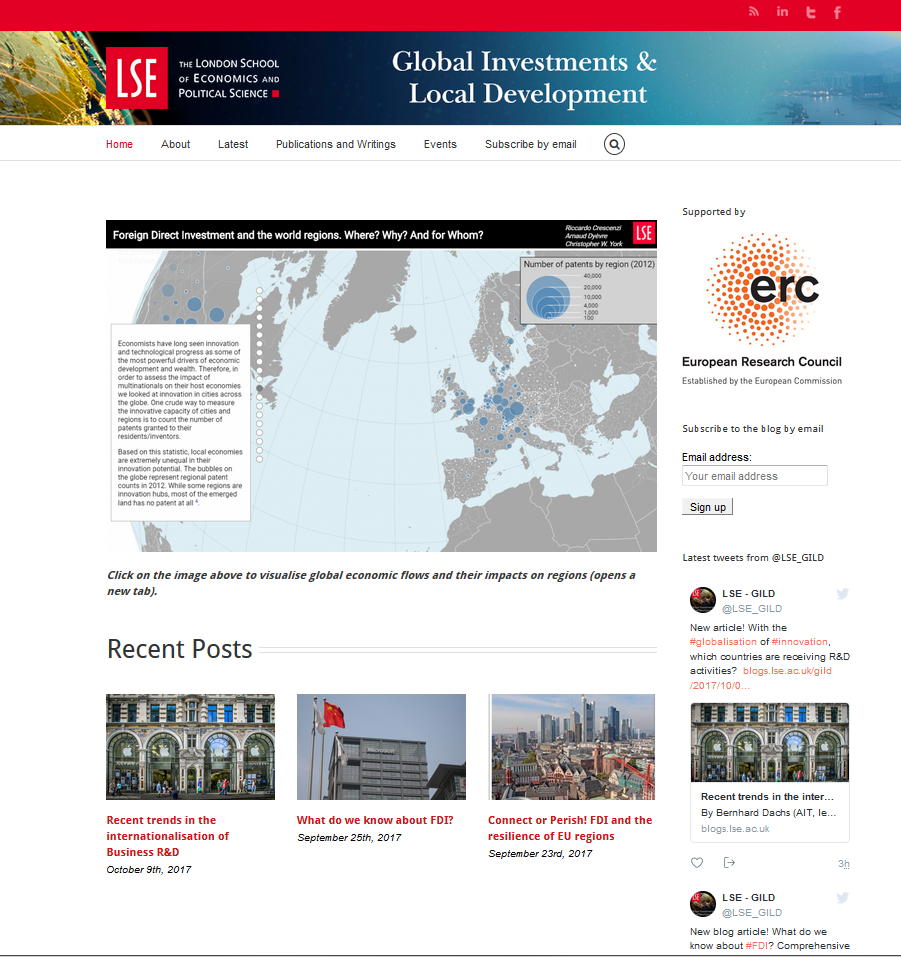 LSE
THE LONDON SCHOOL
OF ECONOMICS AND
POLITICAL SCIENCE
Global Investments &
Local Development
Home About Latest Publications and Writings Events Subscribe by email
Foreign Direct Investment and the world regions. Where? Why? And for Whom?
Riccardo Crescenzi
Arnaud Dyèvre
Christopher W. York
LSE
Number of patents by region (2012)
40,000
20,000
10,000
4,000
1,000
100
Economists have long seen innovation
and technological progress as some of
the most powerful drivers of economic
development and wealth. Therefore, in
order to assess the impact of
multinationals on their host economies
we looked at innovation in cities across
the globe. One crude way to measure
the innovative capacity of cities and
regions is to count the number of
patents granted to their
residents/inventors.
Based on this statistic, local economies
are extremely unequal in their
innovation potential. The bubbles on
the globe represent regional patent
counts in 2012. While some regions are
innovation hubs, most of the emerged
land has no patent at all 4.
Click on the image above to visualise global economic flows and their impacts on regions (opens a
new tab).
Recent Posts
Recent trends in the
internationalisation of
Business R&D
October 9th, 2017
What do we know about FDI?
September 25th, 2017
Connect or Perish! FDI and the
resilience of EU regions
September 23rd, 2017
Supported by
erc
European Research Council
Established by the European Commission
Subscribe to the blog by email
Email address:
Your email address
Sign up
Latest tweets from @LSE_GILD
LSE - GILD
@LSE_GILD
New article! With the
#globalisation of #innovation,
which countries are receiving R&D
activities? blogs.lse.ac.uk/gild
/2017/10/0…
Recent trends in the inter…
By Bernhard Dachs (AIT, Ie…
blogs.lse.ac.uk
3h
LSE - GILD
@LSE_GILD
New blog article! What do we
know about #FDI? Comprehensive